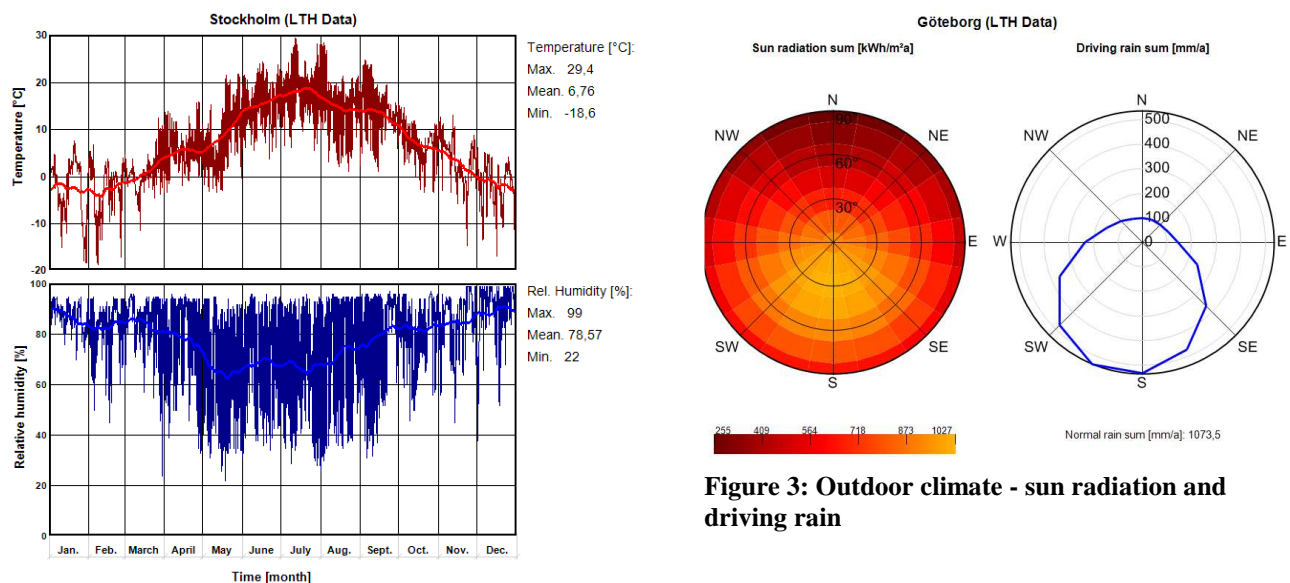 Stockholm (LTH Data)
Temperature [°C]
30
20
10
0
-10
-20
Temperature [°C]:
Max. 29,4
Mean. 6,76
Min. -18,6
Relative humidity [%]
100
80
60
40
20
0
Rel. Humidity [%]:
Max. 99
Mean. 78,57
Min. 22
Jan. Feb. March April May June July Aug. Sept. Oct. Nov. Dec.
Time [month]
Göteborg (LTH Data)
Sun radiation sum [kWh/m²a]
N
NW
NE
90°
60°
30°
E
SW
SE
S
255 409 564 718 873 1027
Driving rain sum [mm/a]
N
NW
NE
500
400
300
200
100
0
W
E
SW
SE
S
Normal rain sum [mm/a]: 1073,5
Figure 3: Outdoor climate - sun radiation and
driving rain